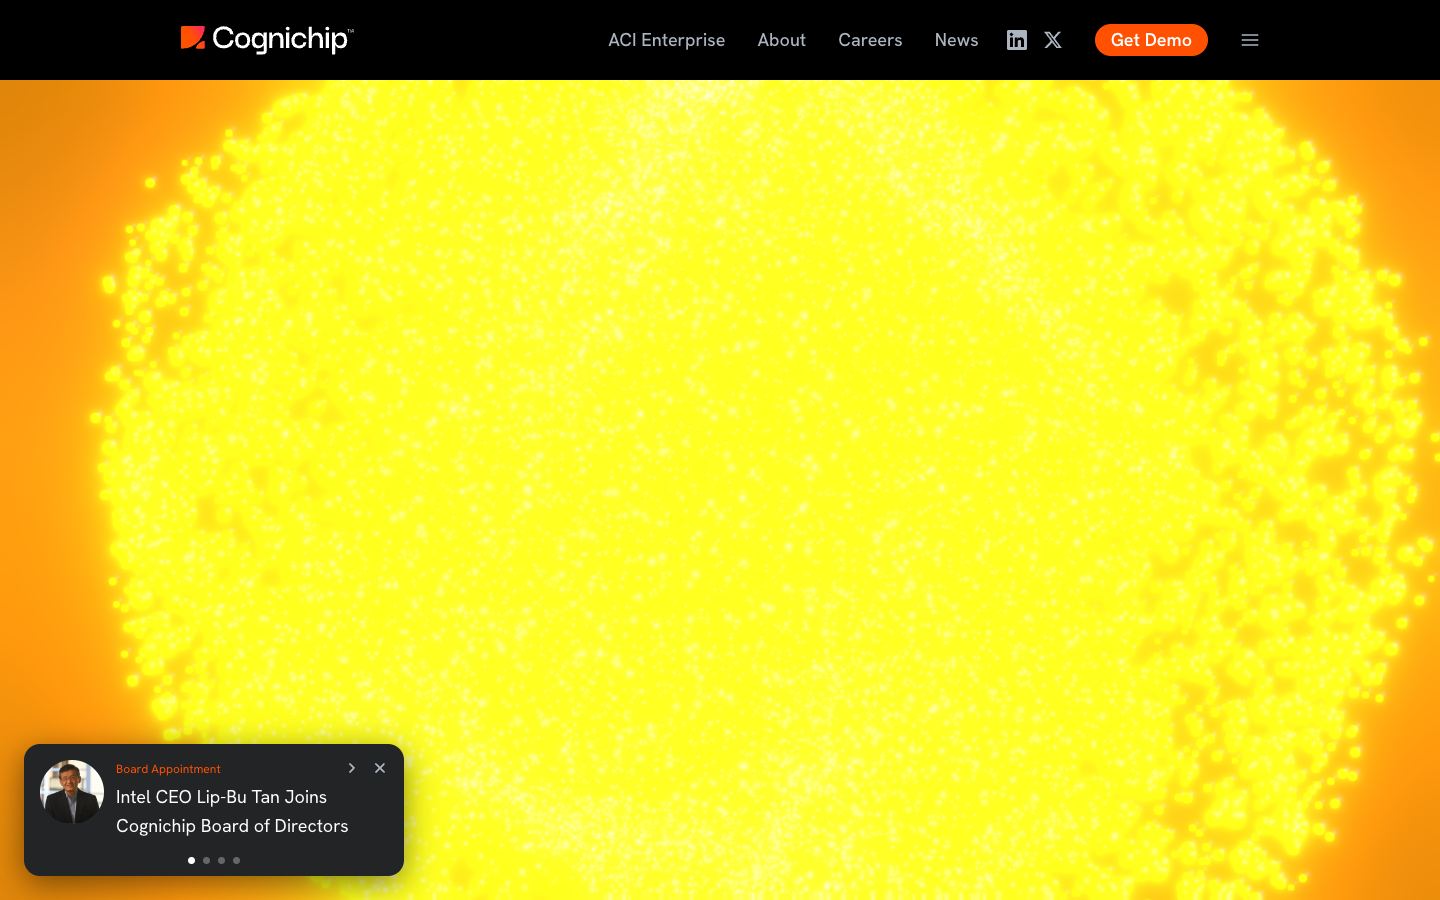 Cognichip™
ACI Enterprise
About
Careers
News
Get Demo
Board Appointment
Intel CEO Lip-Bu Tan Joins
Cognichip Board of Directors